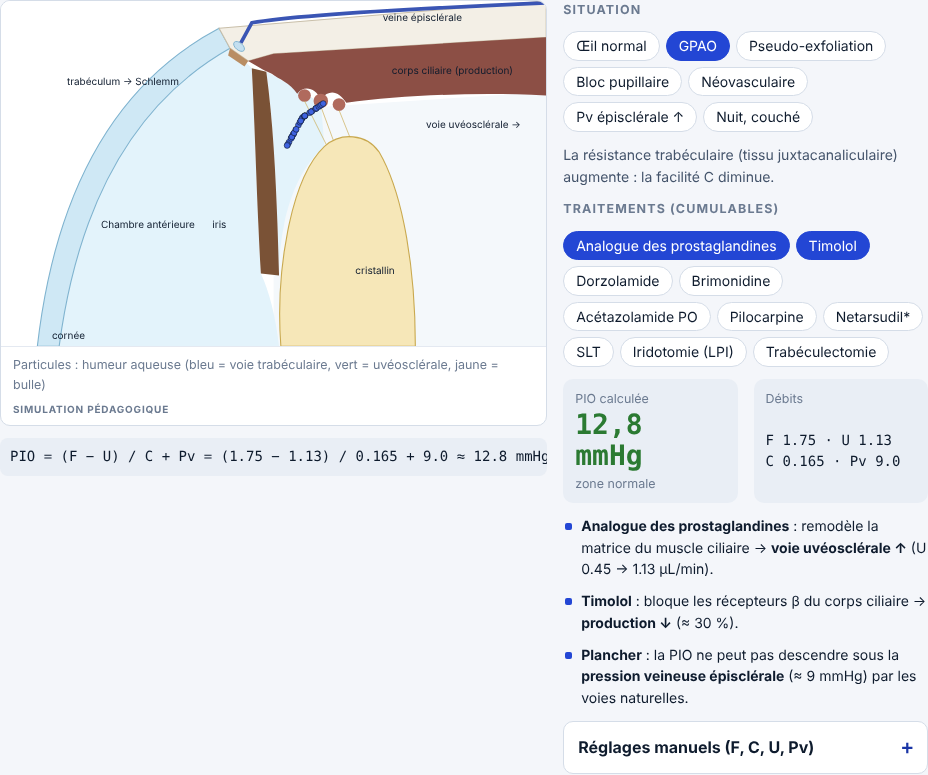 veine épisclérale
corps ciliaire (production)
trabéculum → Schlemm
voie uvéosclérale →
Chambre antérieure
iris
cristallin
cornée
Particules : humeur aqueuse (bleu = voie trabéculaire, vert = uvéosclérale, jaune =
bulle)
SIMULATION PÉDAGOGIQUE
PIO = (F − U) / C + Pv = (1.75 − 1.13) / 0.165 + 9.0 ≈ 12.8 mmHg
SITUATION
Œil normal
GPAO
Pseudo-exfoliation
Bloc pupillaire
Néovasculaire
Pv épisclérale ↑
Nuit, couché
La résistance trabéculaire (tissu juxtacanaliculaire)
augmente : la facilité C diminue.
TRAITEMENTS (CUMULABLES)
Analogue des prostaglandines
Timolol
Dorzolamide
Brimonidine
Acétazolamide PO
Pilocarpine
Netarsudil*
SLT
Iridotomie (LPI)
Trabéculectomie
PIO calculée
12,8
mmHg
zone normale
Débits
F 1.75 · U 1.13
C 0.165 · Pv 9.0
Analogue des prostaglandines : remodèle la
matrice du muscle ciliaire → voie uvéosclérale ↑ (U
0.45 → 1.13 µL/min).
Timolol : bloque les récepteurs β du corps ciliaire →
production ↓ (≈ 30 %).
Plancher : la PIO ne peut pas descendre sous la
pression veineuse épisclérale (≈ 9 mmHg) par les
voies naturelles.
Réglages manuels (F, C, U, Pv)
+